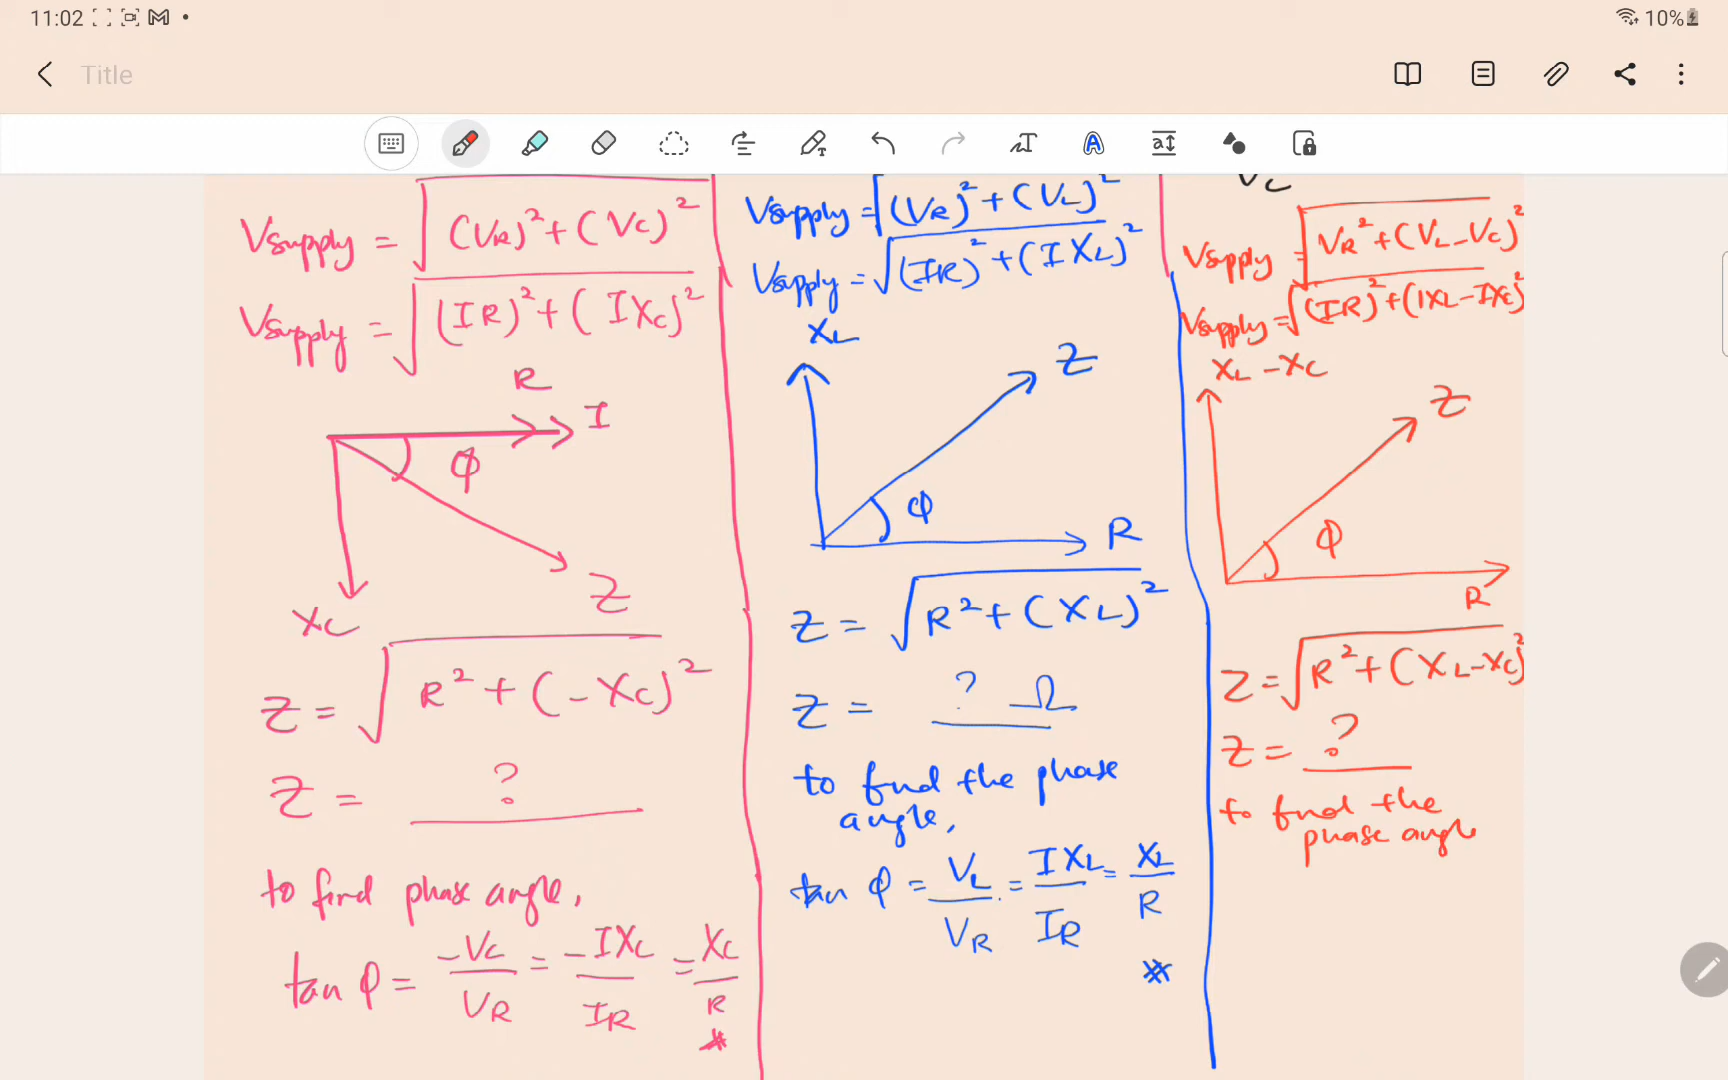 11:02
10%
Title
Vsupply = √(VR)²+(VC)²
Vsupply = √(IR)²+(IXC)²
R
I
φ
XC
Z
Z = √R²+(-XC)²
Z = ?
to find phase angle,
tan φ = -VC/VR = -IXC/IR = -XC/R *
Vsupply = √(VR)²+(VL)²
Vsupply = √(IR)²+(IXL)²
XL
Z
φ
R
Z = √R²+(XL)²
Z = ? Ω
to find the phase
angle,
tan φ = VL/VR = IXL/IR = XL/R
*
VC
Vsupply = √VR²+(VL-VC)²
Vsupply = √(IR)²+(IXL-IXC)²
XL-XC
Z
φ
R
Z = √R²+(XL-XC)²
Z = ?
to find the
phase angle